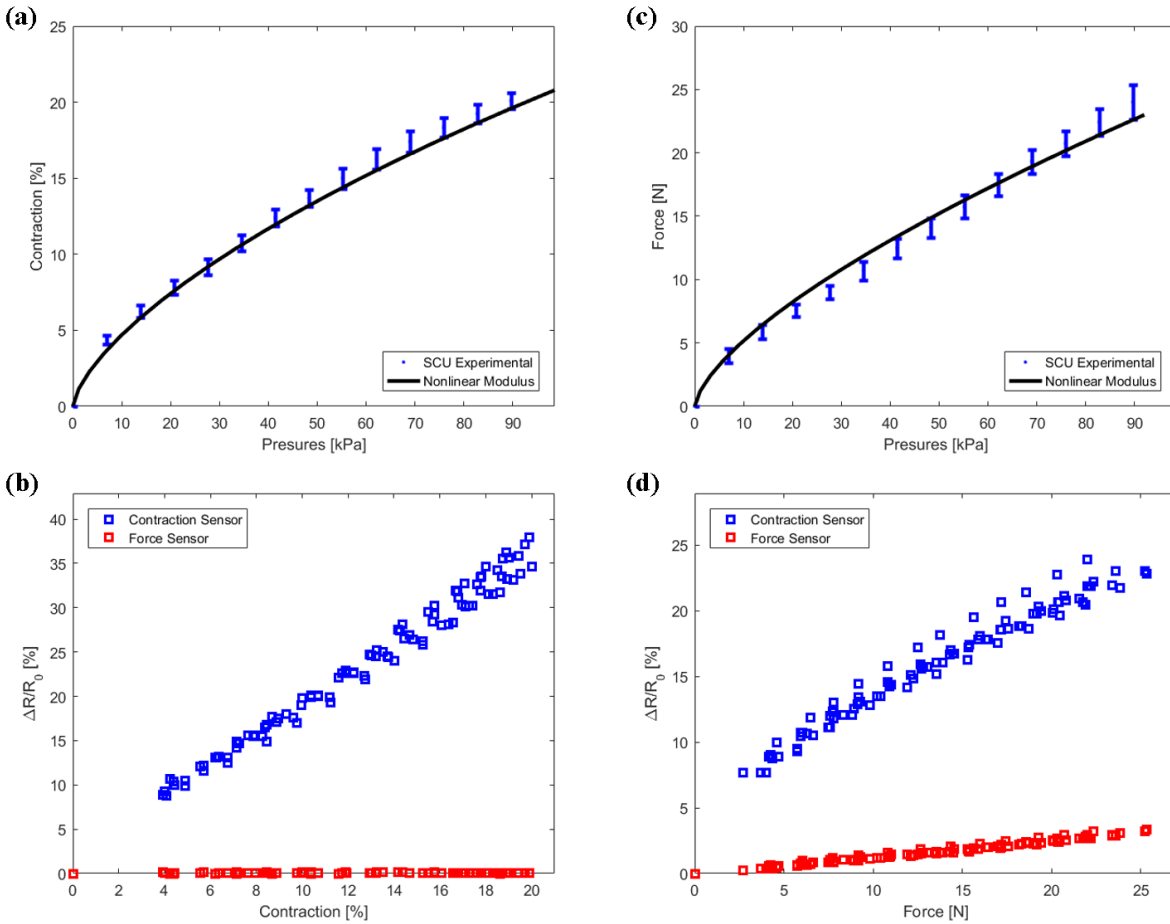 (a)
25
20
15
10
5
0
Contraction [%]
SCU Experimental
Nonlinear Modulus
0 10 20 30 40 50 60 70 80 90
Presures [kPa]
(c)
30
25
20
15
10
5
0
Force [N]
SCU Experimental
Nonlinear Modulus
0 10 20 30 40 50 60 70 80 90
Presures [kPa]
(b)
40
35
30
25
20
15
10
5
0
ΔR/R0 [%]
Contraction Sensor
Force Sensor
0 2 4 6 8 10 12 14 16 18 20
Contraction [%]
(d)
25
20
15
10
5
0
ΔR/R0 [%]
Contraction Sensor
Force Sensor
0 5 10 15 20 25
Force [N]